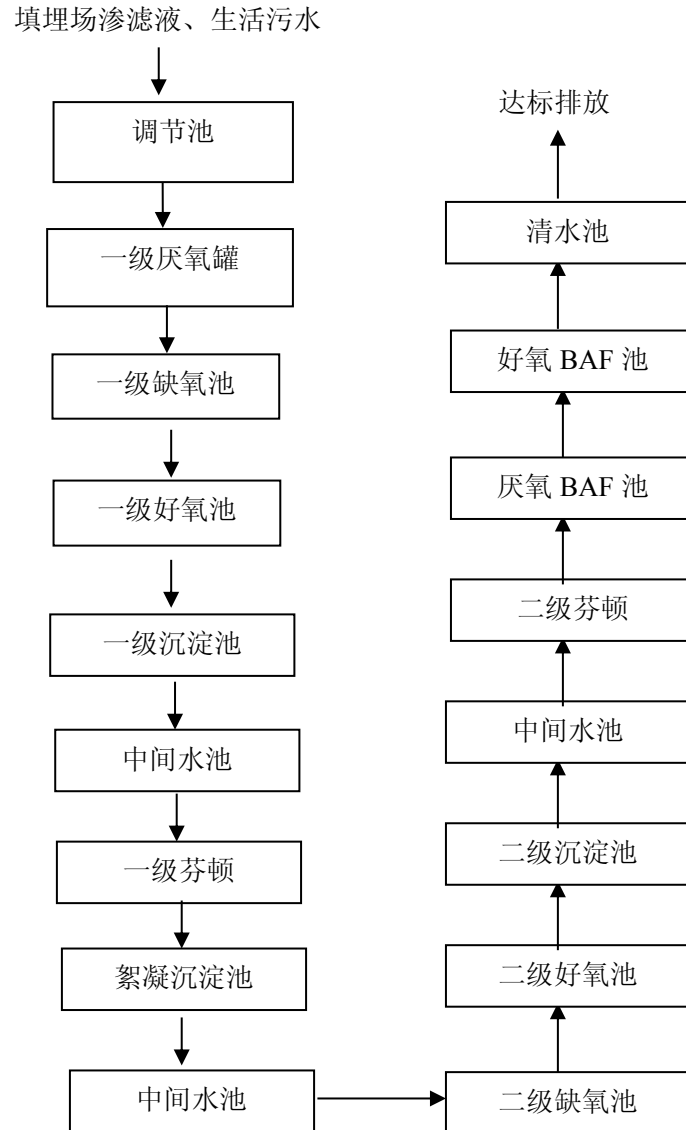 填埋场渗滤液、生活污水
调节池
一级厌氧罐
一级缺氧池
一级好氧池
一级沉淀池
中间水池
一级芬顿
絮凝沉淀池
中间水池
二级缺氧池
二级好氧池
二级沉淀池
中间水池
二级芬顿
厌氧 BAF 池
好氧 BAF 池
清水池
达标排放